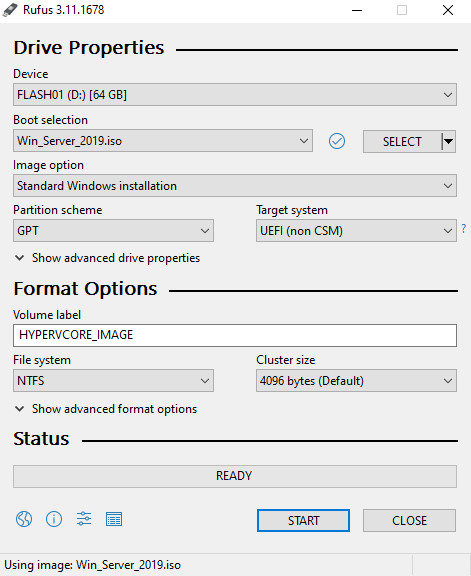 Rufus 3.11.1678
Drive Properties
Device
FLASH01 (D:) [64 GB]
Boot selection
Win_Server_2019.iso
SELECT
Image option
Standard Windows installation
Partition scheme
Target system
GPT
UEFI (non CSM)
?
Show advanced drive properties
Format Options
Volume label
HYPERVCORE_IMAGE
File system
Cluster size
NTFS
4096 bytes (Default)
Show advanced format options
Status
READY
START
CLOSE
Using image: Win_Server_2019.iso